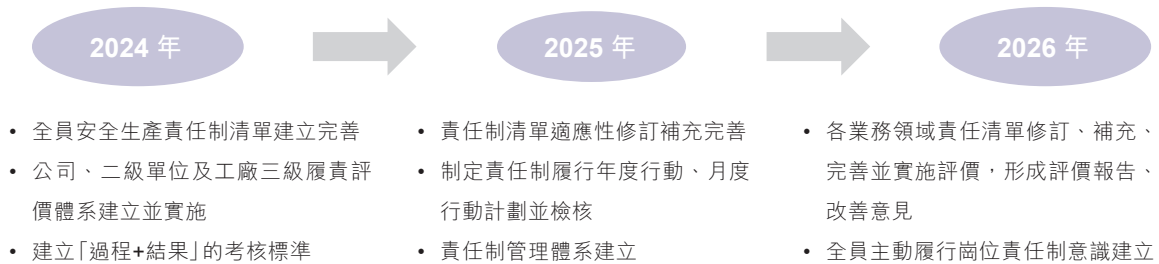 2024 年
2025 年
2026 年
• 全員安全生產責任制清單建立完善
• 公司、二級單位及工廠三級履責評
價體系建立並實施
• 建立「過程+結果」的考核標準
• 責任制清單適應性修訂補充完善
• 制定責任制履行年度行動、月度
行動計劃並檢核
• 責任制管理體系建立
• 各業務領域責任清單修訂、補充、
完善並實施評價，形成評價報告、
改善意見
• 全員主動履行崗位責任制意識建立